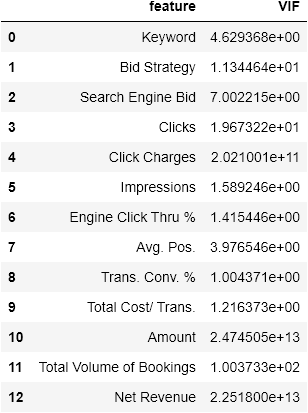 feature VIF
0 Keyword 4.629368e+00
1 Bid Strategy 1.134464e+01
2 Search Engine Bid 7.002215e+00
3 Clicks 1.967322e+01
4 Click Charges 2.021001e+11
5 Impressions 1.589246e+00
6 Engine Click Thru % 1.415446e+00
7 Avg. Pos. 3.976546e+00
8 Trans. Conv. % 1.004371e+00
9 Total Cost/ Trans. 1.216373e+00
10 Amount 2.474505e+13
11 Total Volume of Bookings 1.003733e+02
12 Net Revenue 2.251800e+13